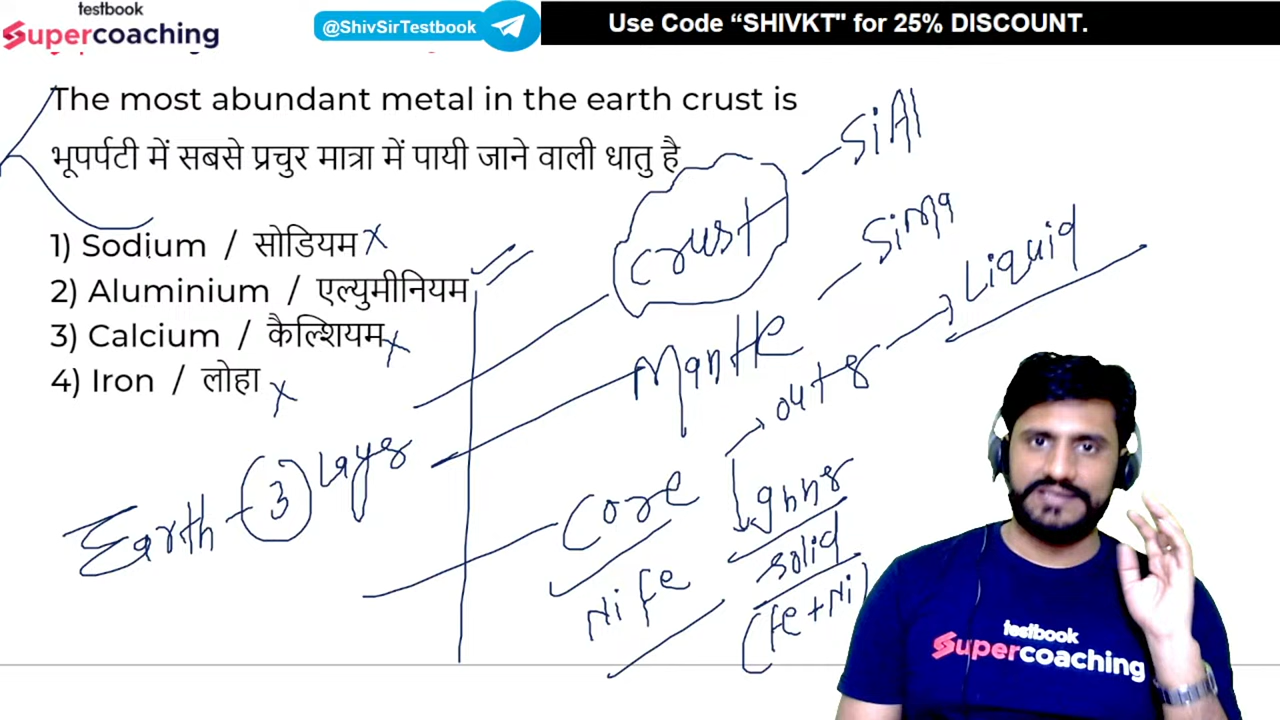 testbook
Supercoaching
@ShivSirTestbook
Use Code “SHIVKT" for 25% DISCOUNT.
The most abundant metal in the earth crust is
भूपर्पटी में सबसे प्रचुर मात्रा में पायी जाने वाली धातु है
1) Sodium / सोडियम x
2) Aluminium / एल्युमीनियम
3) Calcium / कैल्शियम x
4) Iron / लोहा x
Crust
SiAl
Mantle
SiMa
outer
Liquid
Earth - 3 Layer
Core
Inner
Nife
solid
(Fe + Ni)
testbook
Supercoaching